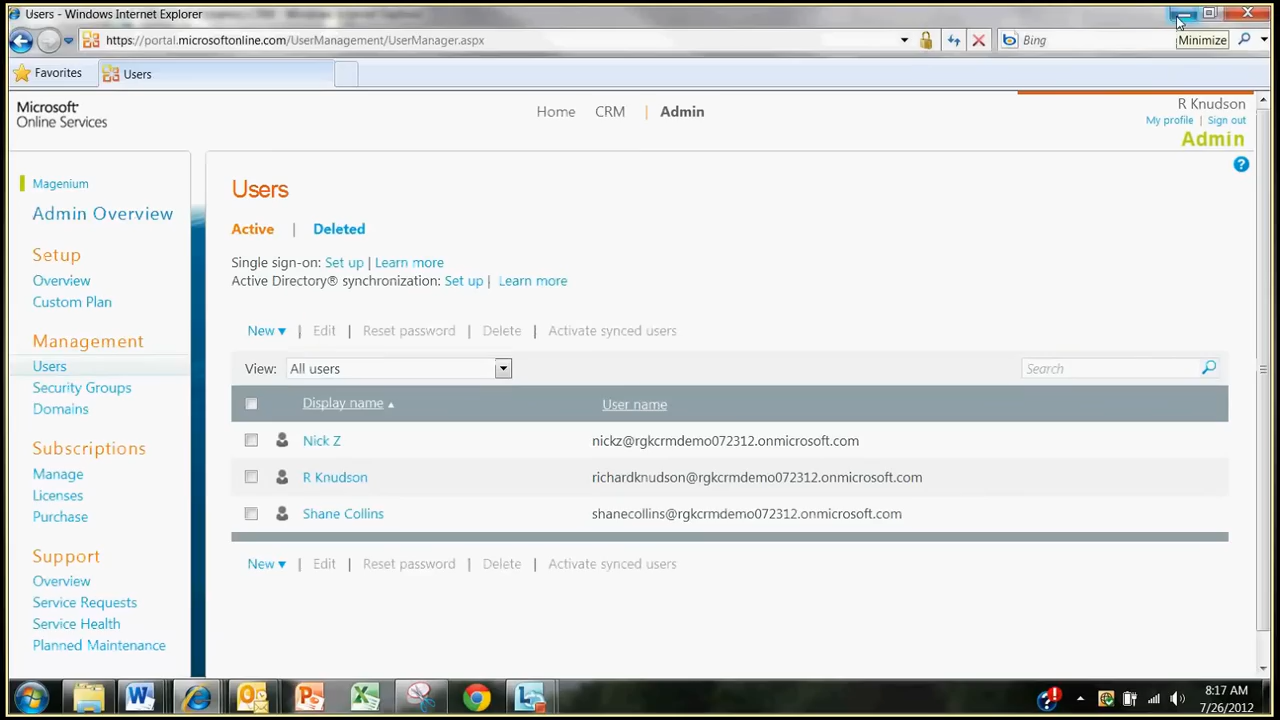 Users - Windows Internet Explorer
https://portal.microsoftonline.com/UserManagement/UserManager.aspx
Bing
Minimize
Favorites
Users
Microsoft
Online Services
Home CRM | Admin
R Knudson
My profile | Sign out
Admin
Magenium
Admin Overview
Setup
Overview
Custom Plan
Management
Users
Security Groups
Domains
Subscriptions
Manage
Licenses
Purchase
Support
Overview
Service Requests
Service Health
Planned Maintenance
Users
Active | Deleted
Single sign-on: Set up | Learn more
Active Directory® synchronization: Set up | Learn more
New | Edit | Reset password | Delete | Activate synced users
View: All users Search
Display name User name
Nick Z nickz@rgkcrmdemo072312.onmicrosoft.com
R Knudson richardknudson@rgkcrmdemo072312.onmicrosoft.com
Shane Collins shanecollins@rgkcrmdemo072312.onmicrosoft.com
New | Edit | Reset password | Delete | Activate synced users
8:17 AM
7/26/2012